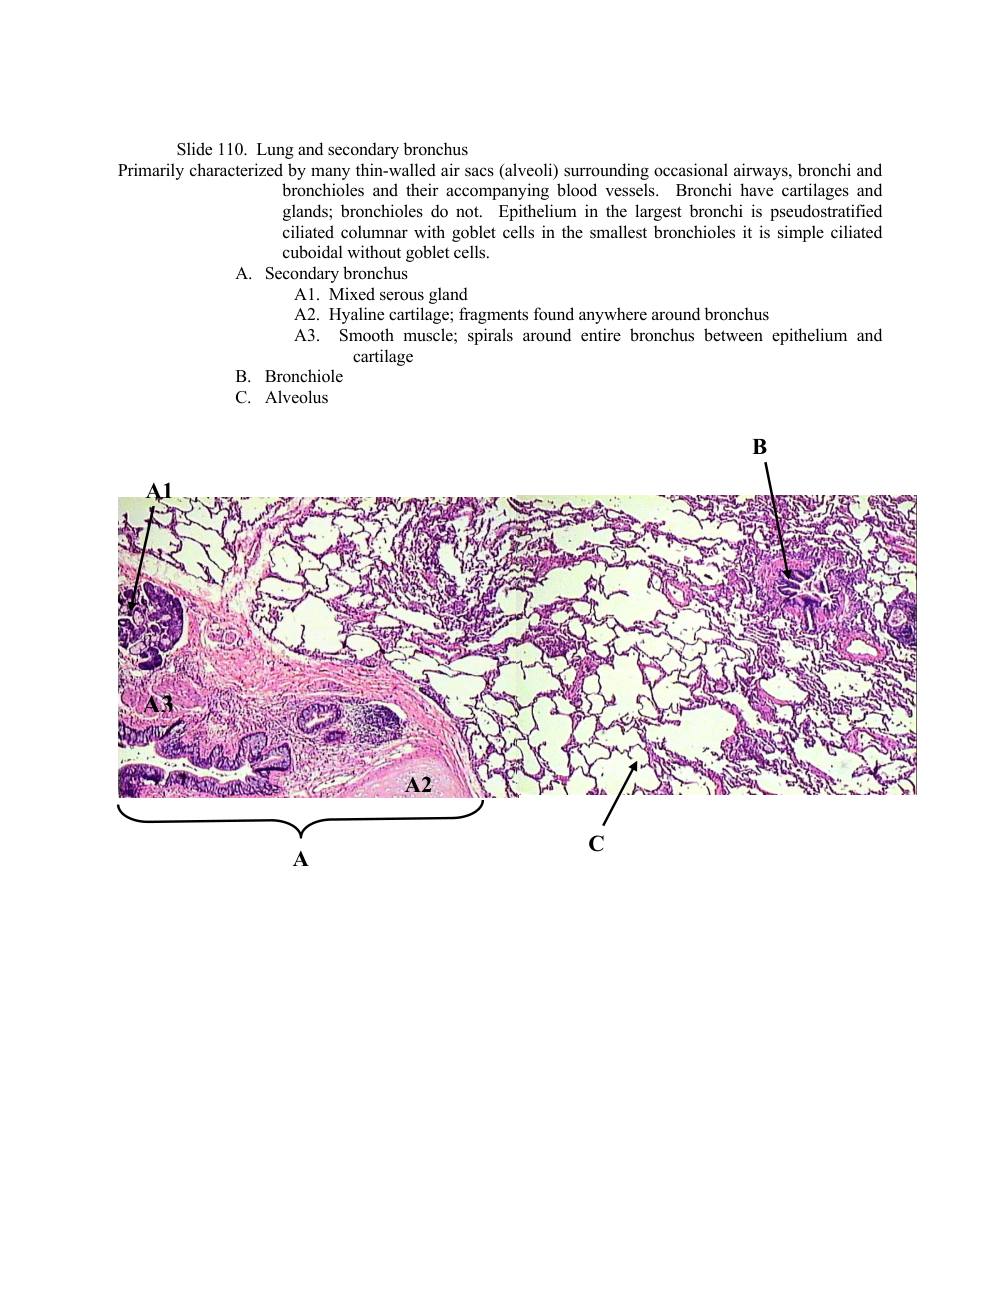 Slide 110. Lung and secondary bronchus
Primarily characterized by many thin-walled air sacs (alveoli) surrounding occasional airways, bronchi and
bronchioles and their accompanying blood vessels. Bronchi have cartilages and
glands; bronchioles do not. Epithelium in the largest bronchi is pseudostratified
ciliated columnar with goblet cells in the smallest bronchioles it is simple ciliated
cuboidal without goblet cells.
A. Secondary bronchus
A1. Mixed serous gland
A2. Hyaline cartilage; fragments found anywhere around bronchus
A3. Smooth muscle; spirals around entire bronchus between epithelium and
cartilage
B. Bronchiole
C. Alveolus
B
A1
A3
A2
C
A